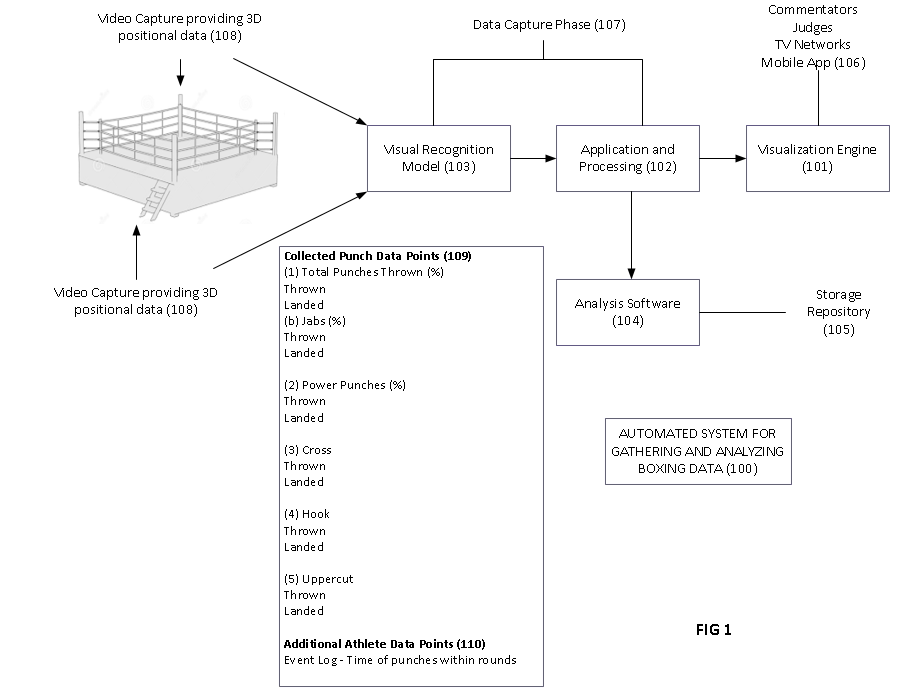 Video Capture providing 3D
positional data (108)
Data Capture Phase (107)
Commentators
Judges
TV Networks
Mobile App (106)
Visual Recognition
Model (103)
Application and
Processing (102)
Visualization Engine
(101)
Video Capture providing 3D
positional data (108)
Collected Punch Data Points (109)
(1) Total Punches Thrown (%)
Thrown
Landed
(b) Jabs (%)
Thrown
Landed
(2) Power Punches (%)
Thrown
Landed
(3) Cross
Thrown
Landed
(4) Hook
Thrown
Landed
(5) Uppercut
Thrown
Landed
Additional Athlete Data Points (110)
Event Log - Time of punches within rounds
Analysis Software
(104)
Storage
Repository
(105)
AUTOMATED SYSTEM FOR
GATHERING AND ANALYZING
BOXING DATA (100)
FIG 1